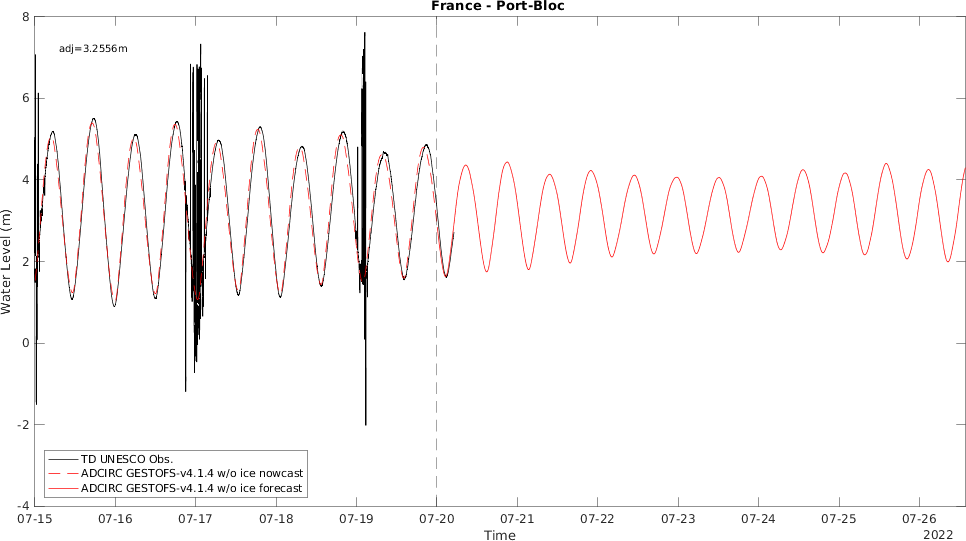 France - Port-Bloc
adj=3.2556m
8
6
4
2
0
-2
-4
Water Level (m)
TD UNESCO Obs.
ADCIRC GESTOFS-v4.1.4 w/o ice nowcast
ADCIRC GESTOFS-v4.1.4 w/o ice forecast
07-15 07-16 07-17 07-18 07-19 07-20 07-21 07-22 07-23 07-24 07-25 07-26
Time
2022